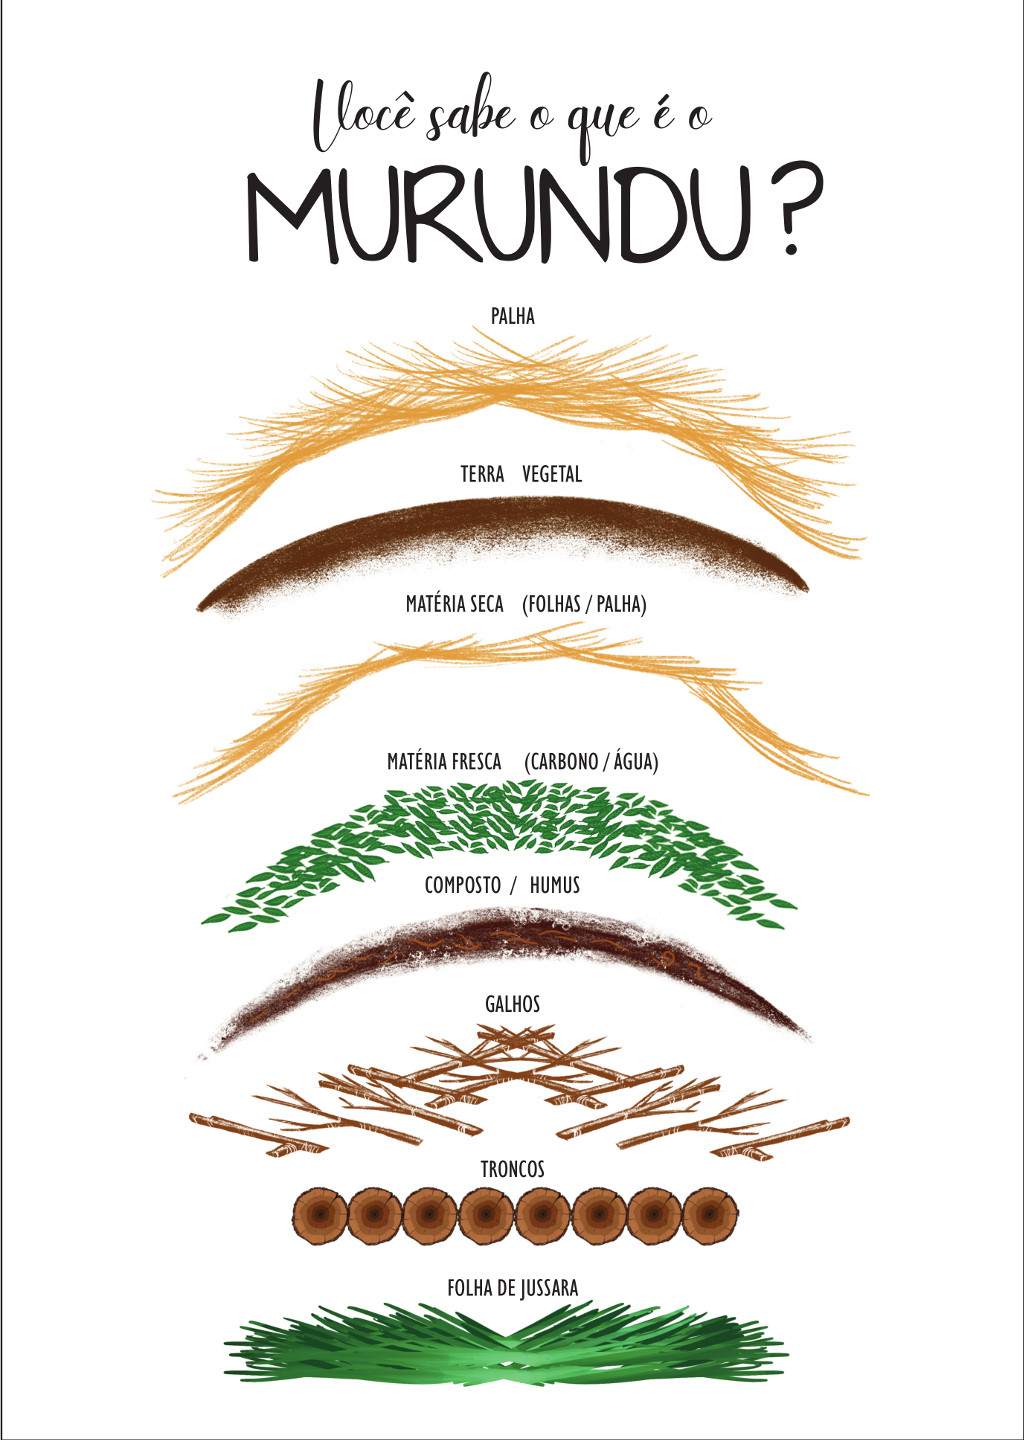 Você sabe o que é o
MURUNDU?
PALHA
TERRA VEGETAL
MATÉRIA SECA (FOLHAS / PALHA)
MATÉRIA FRESCA (CARBONO / ÁGUA)
COMPOSTO / HUMUS
GALHOS
TRONCOS
FOLHA DE JUSSARA